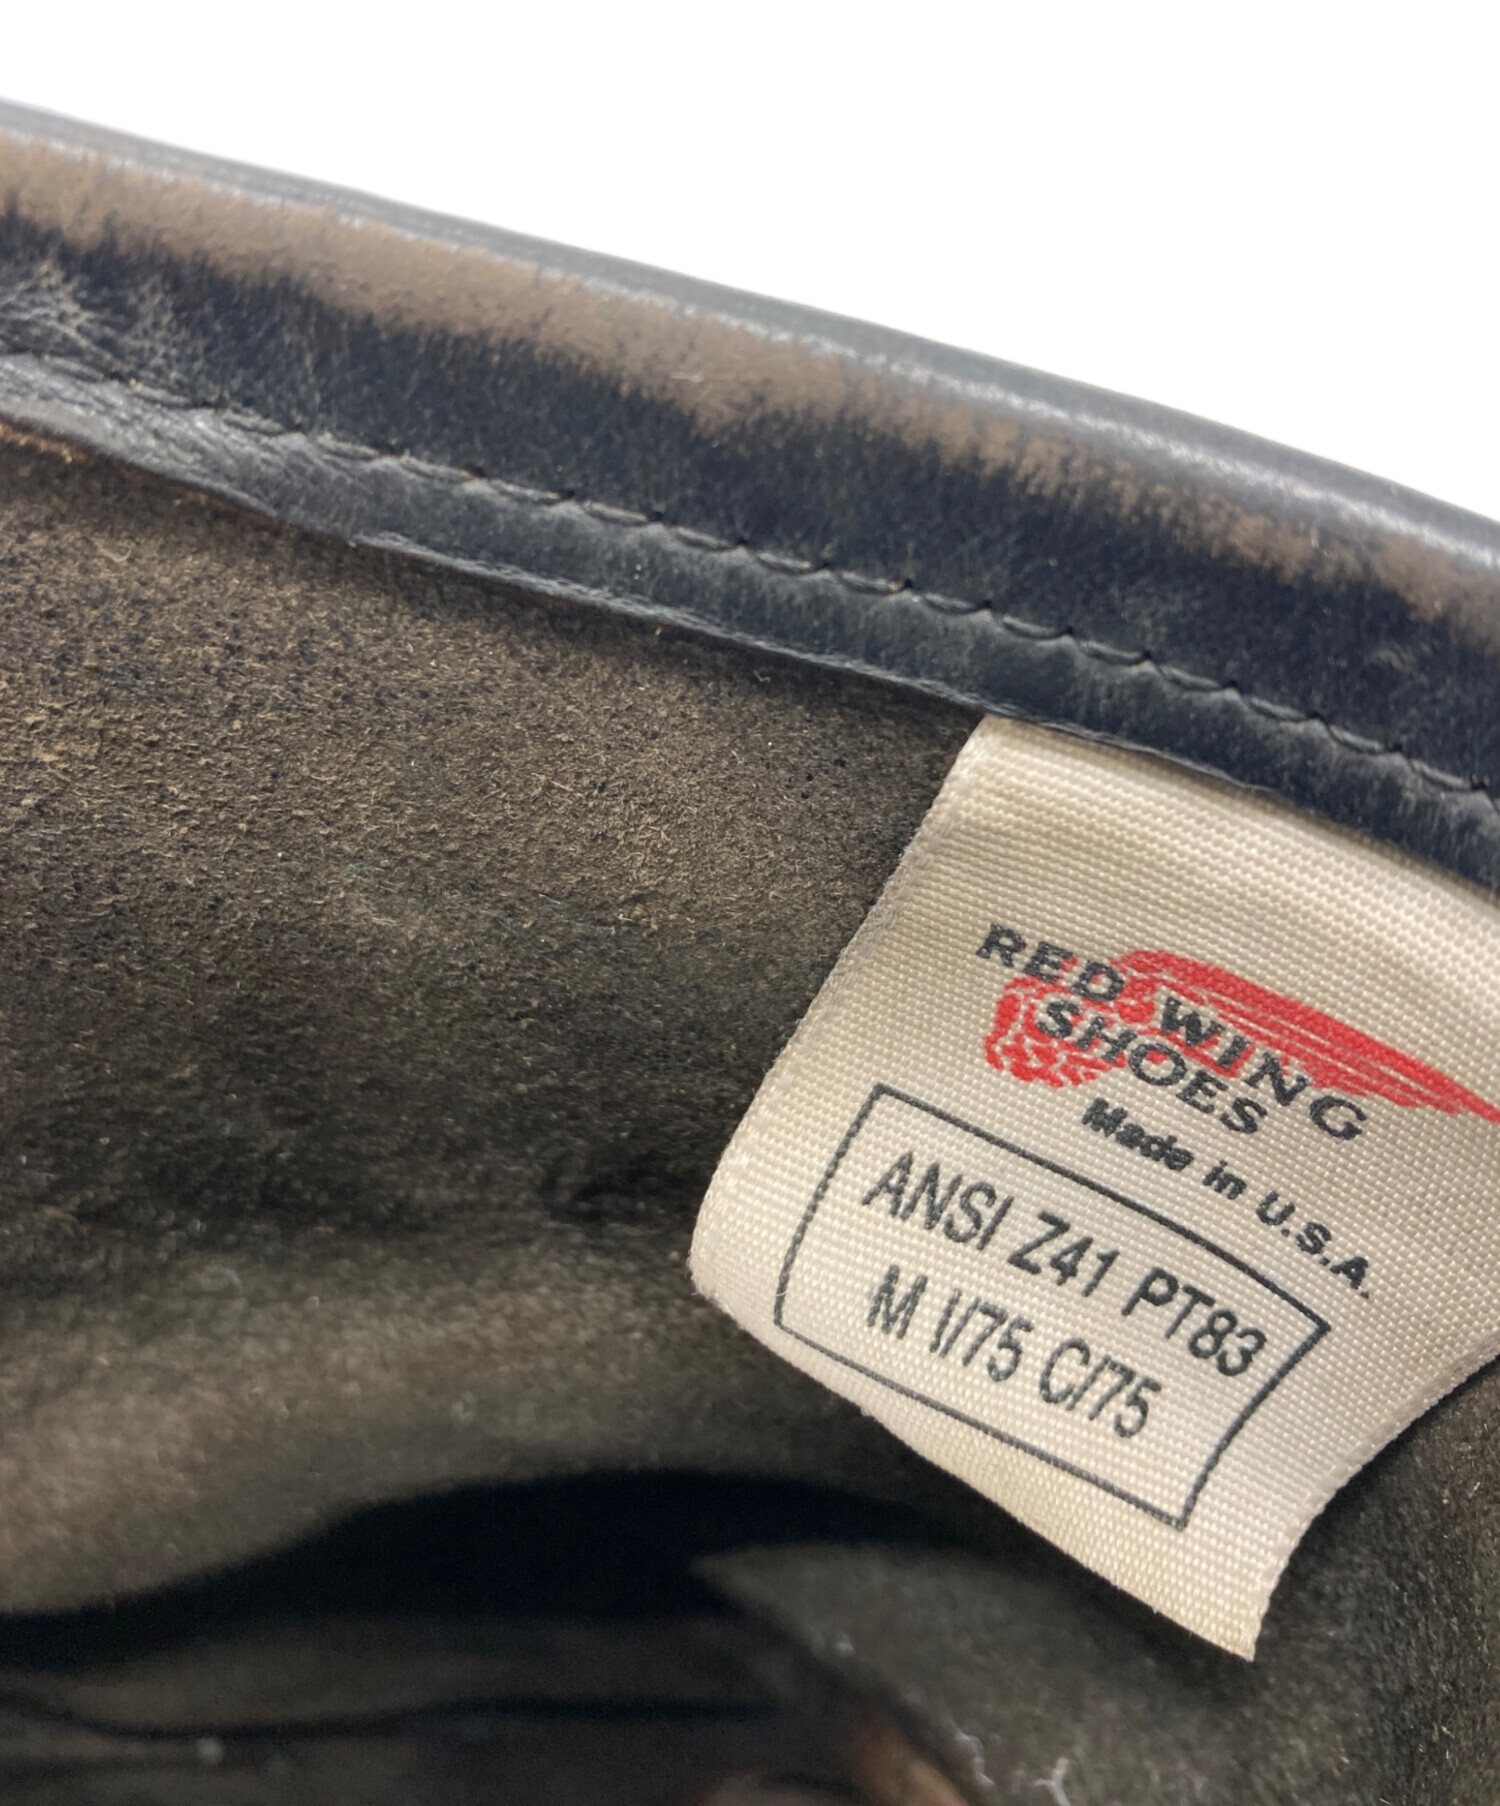 RED WING
SHOES
Made in U.S.A.
ANSI Z41 PT83
M I/75 C/75